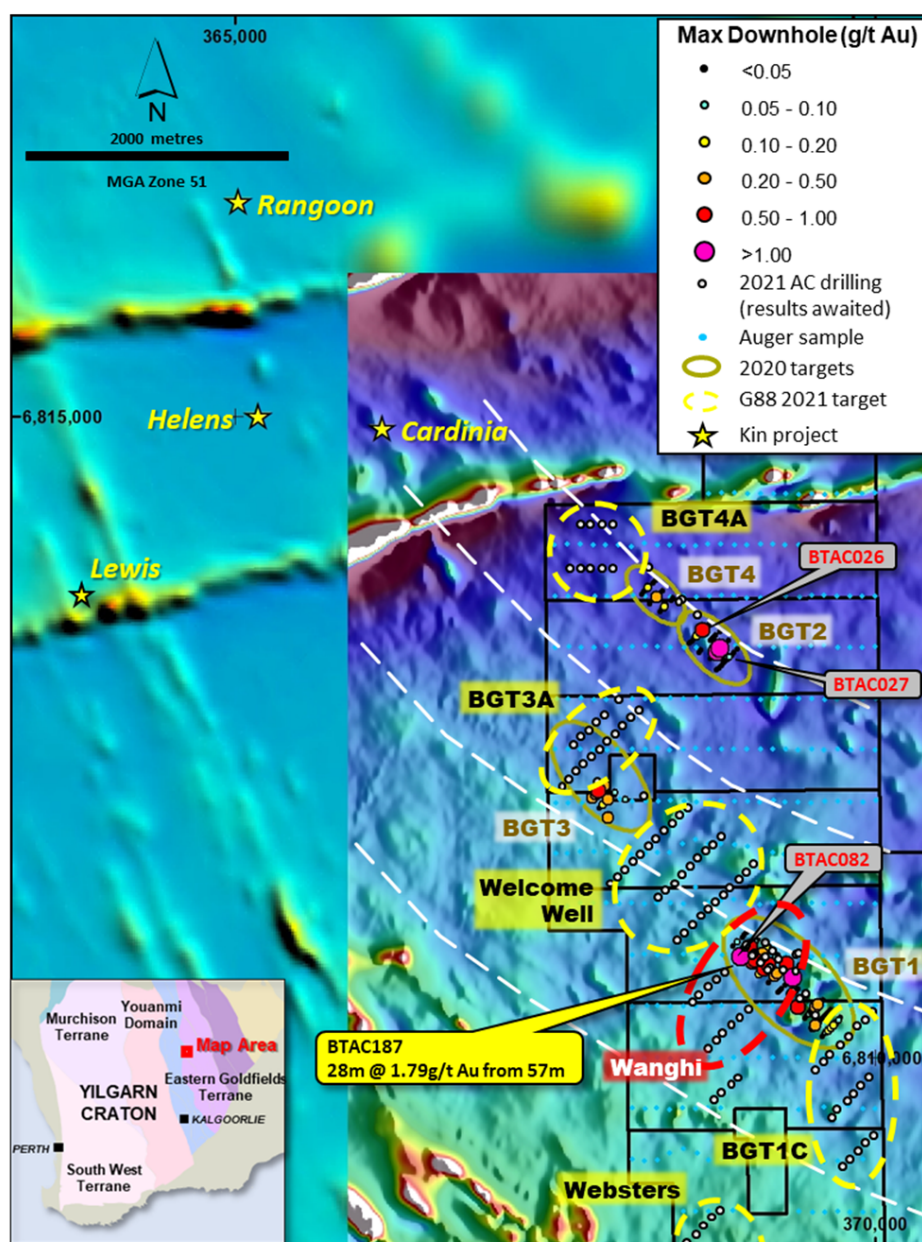 365,000
N
2000 metres
MGA Zone 51
Rangoon
6,815,000
Helens
Cardinia
Lewis
Max Downhole (g/t Au)
<0.05
0.05 - 0.10
0.10 - 0.20
0.20 - 0.50
0.50 - 1.00
>1.00
2021 AC drilling
(results awaited)
Auger sample
2020 targets
G88 2021 target
Kin project
BGT4A
BGT4
BTAC026
BGT2
BTAC027
BGT3A
BGT3
BTAC082
Welcome
Well
BGT1
BTAC187
28m @ 1.79g/t Au from 57m
Wanghi
6,810,000
BGT1C
Websters
370,000
Murchison
Terrane
Youanmi
Domain
Map Area
YILGARN
CRATON
Eastern Goldfields
Terrane
KALGOORLIE
PERTH
South West
Terrane